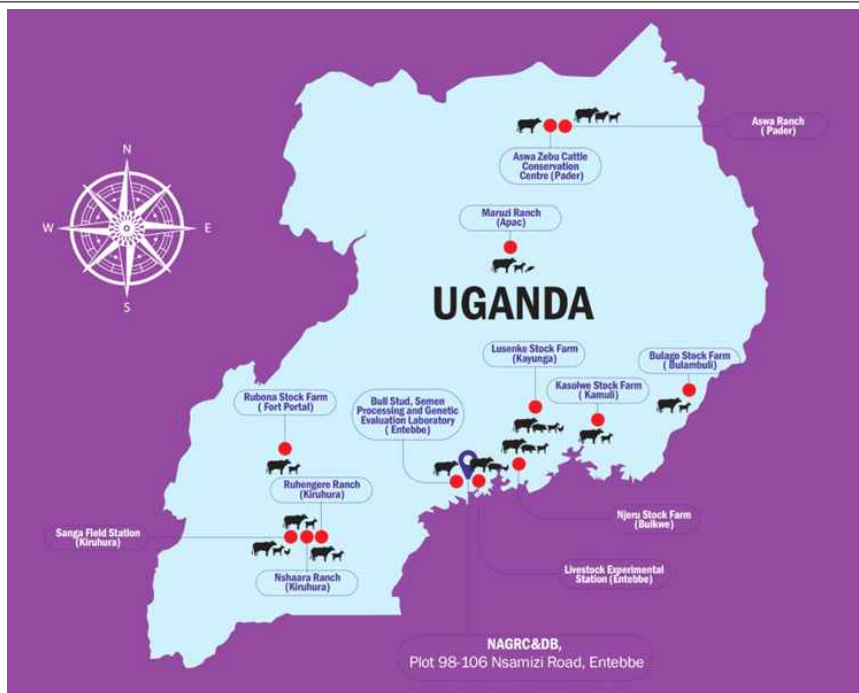 N
W
E
S
Aswa Ranch
( Pader)
Aswa Zebu Cattle
Conservation
Centre (Pader)
Maruzi Ranch
(Apac)
UGANDA
Lusenke Stock Farm
(Kayunga)
Bulago Stock Farm
( Bulambuli)
Kasolwe Stock Farm
( Kamuli)
Rubona Stock Farm
( Fort Portal)
Bull Stud, Semen
Processing and Genetic
Evaluation Laboratory
( Entebbe)
Ruhengere Ranch
(Kiruhura)
Sanga Field Station
(Kiruhura)
Nshaara Ranch
(Kiruhura)
Njeru Stock Farm
(Buikwe)
Livestock Experimental
Station (Entebbe)
NAGRC&DB,
Plot 98-106 Nsamizi Road, Entebbe